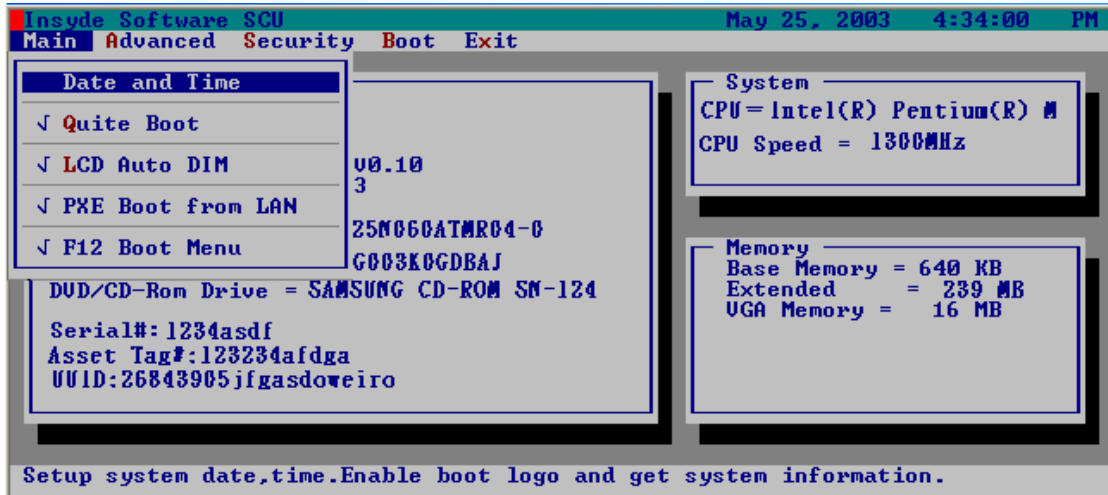 Insyde Software SCU May 25, 2003 4:34:00 PM
Main Advanced Security Boot Exit
Date and Time
√ Quite Boot
√ LCD Auto DIM
√ PXE Boot from LAN
√ F12 Boot Menu
v0.10
3
25N060ATMR04-0
G003K0GDBAJ
DVD/CD-Rom Drive = SAMSUNG CD-ROM SN-124
Serial#:1234asdf
Asset Tag#:123234afdga
UUID:26843905jfgasdoweiro
System
CPU=Intel(R) Pentium(R) M
CPU Speed = 1300MHz
Memory
Base Memory = 640 KB
Extended = 239 MB
VGA Memory = 16 MB
Setup system date,time.Enable boot logo and get system information.